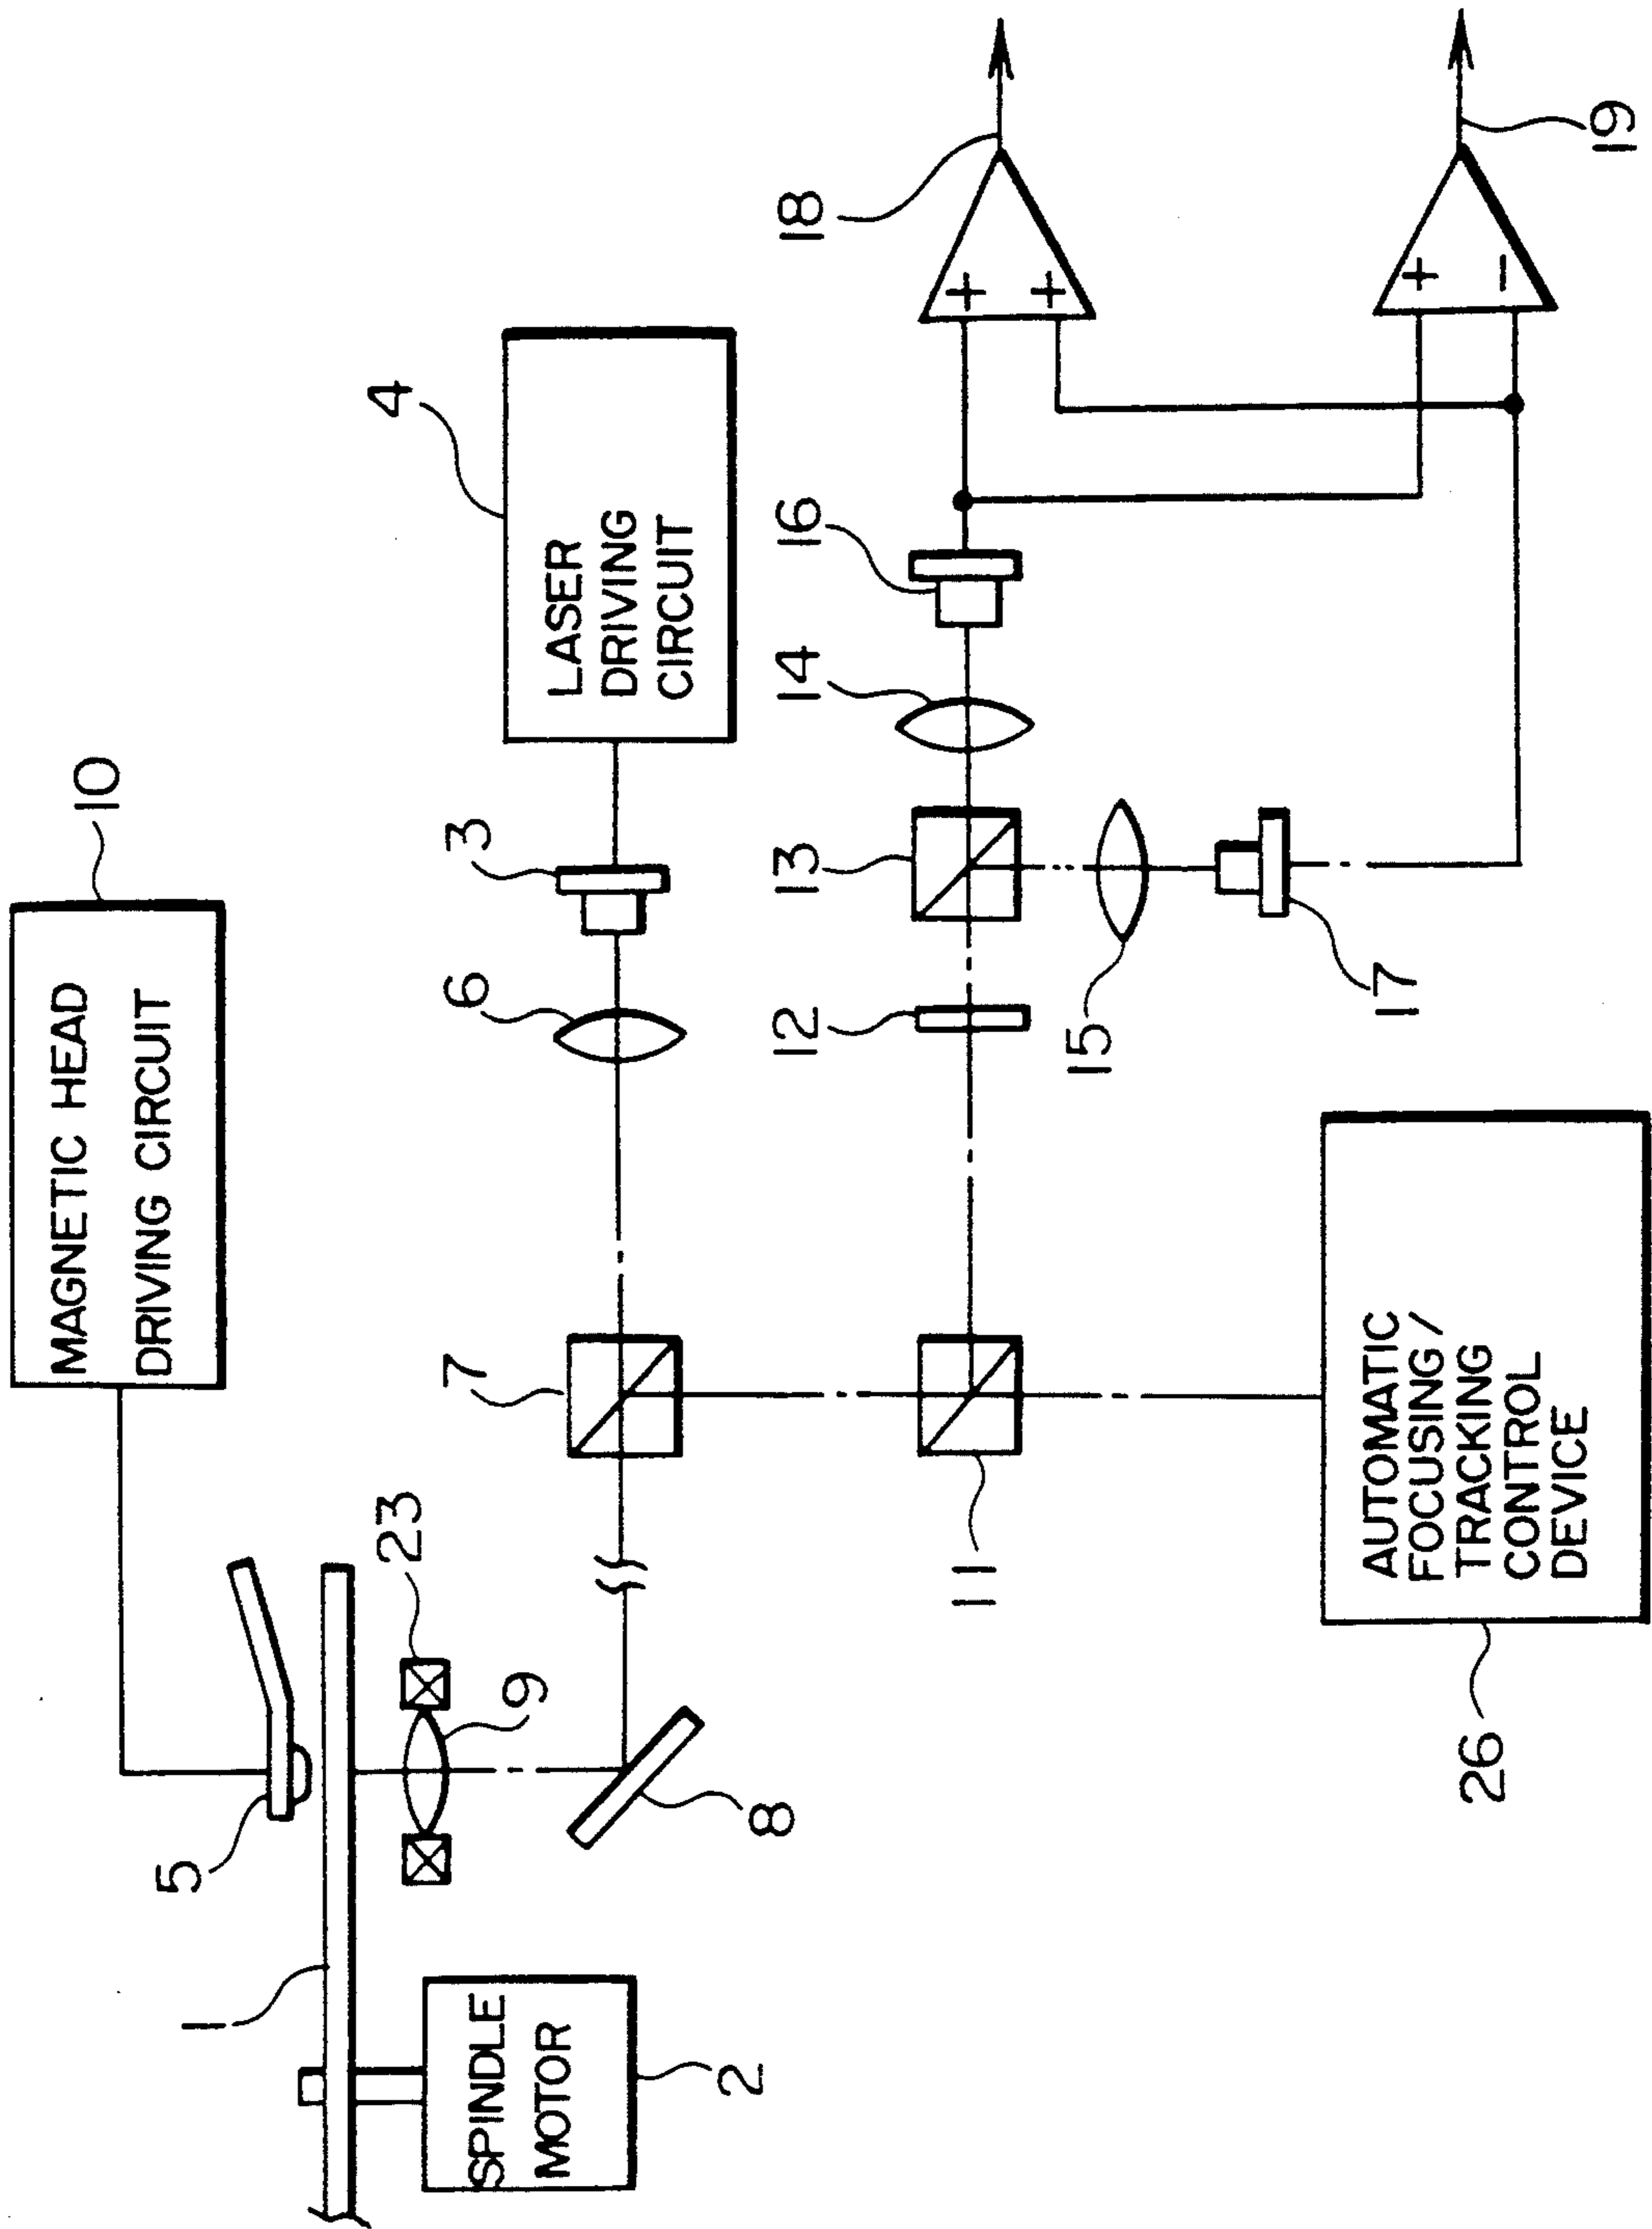 MAGNETIC HEAD
DRIVING CIRCUIT
10
5
1
SPINDLE
MOTOR
2
23
9
8
7
6
3
4
LASER
DRIVING
CIRCUIT
11
12
13
14
15
16
17
+
+
18
+
−
19
AUTOMATIC
FOCUSING /
TRACKING
CONTROL
DEVICE
26